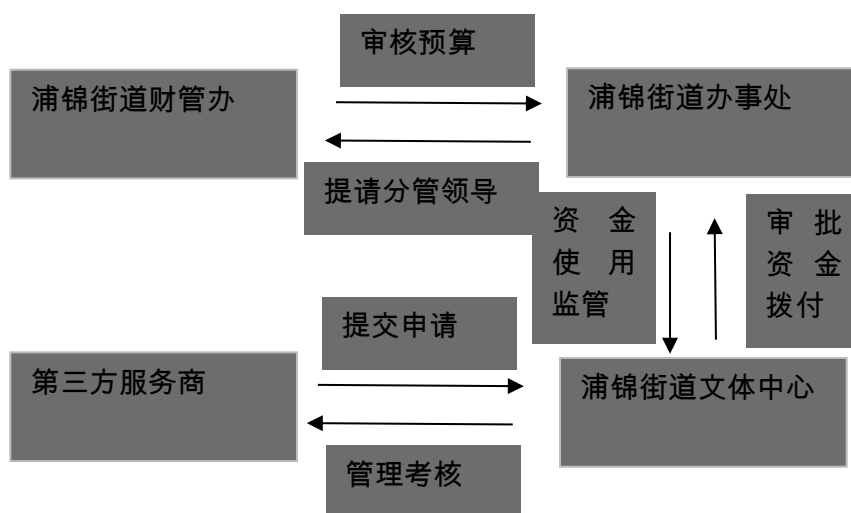 审核预算
浦锦街道财管办
浦锦街道办事处
提请分管领导
资金
使用
监管
审批
资金
拨付
提交申请
第三方服务商
浦锦街道文体中心
管理考核